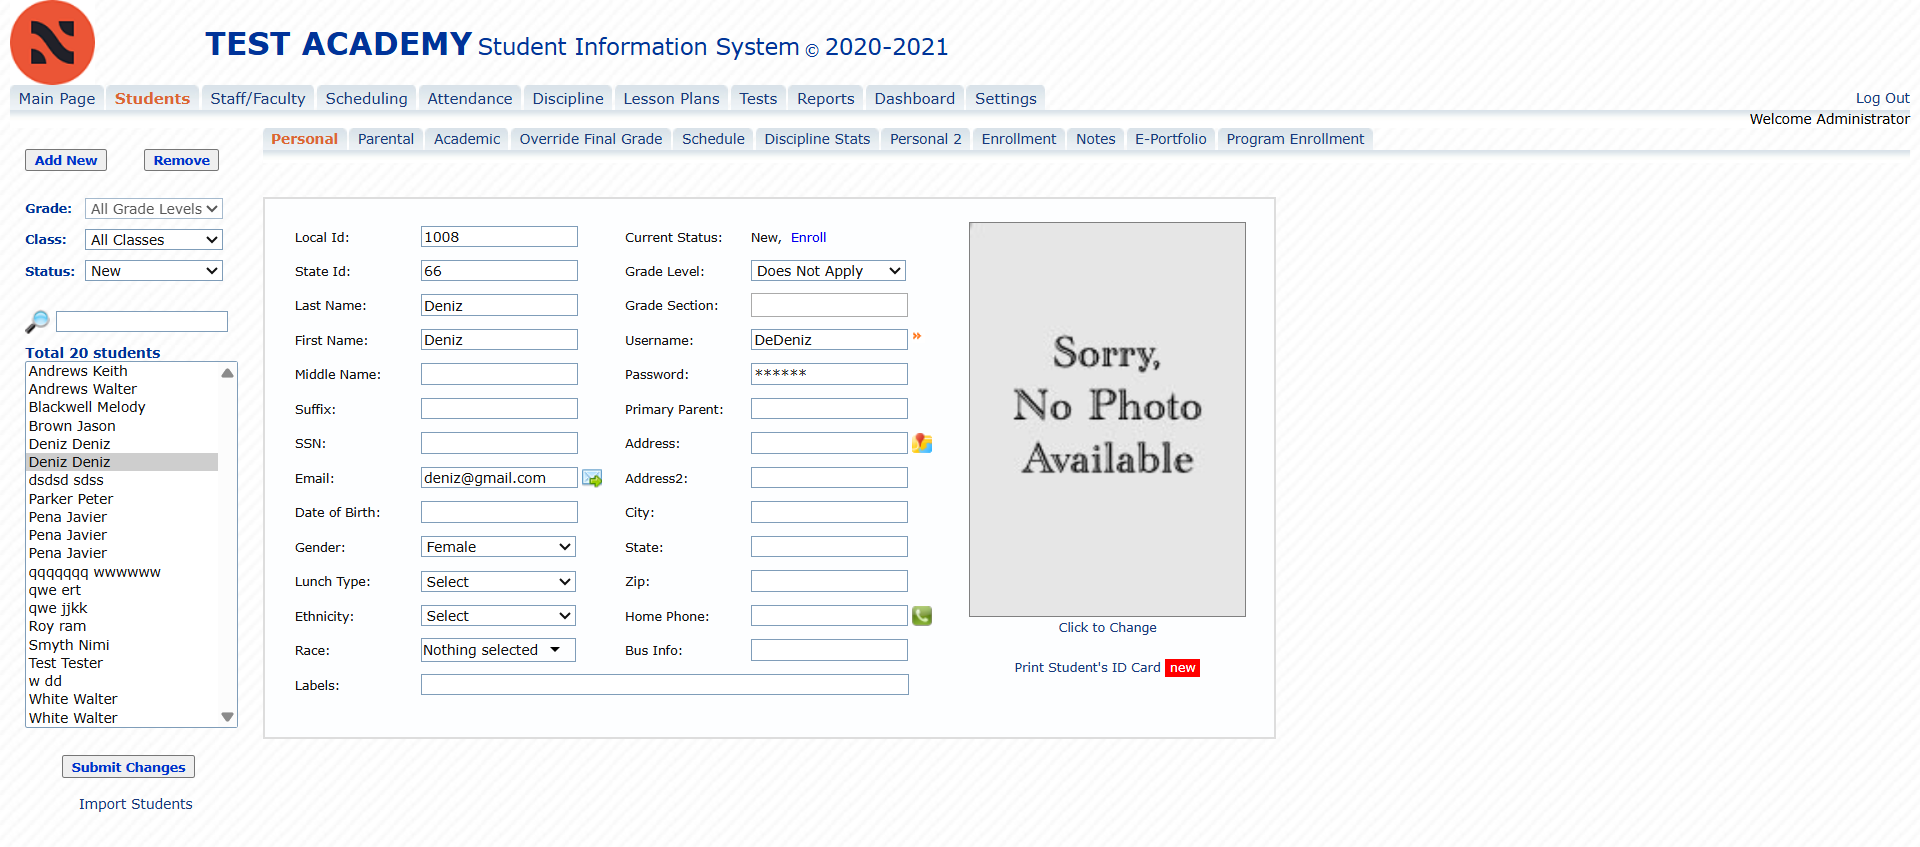 TEST ACADEMY Student Information System © 2020-2021
Main Page Students Staff/Faculty Scheduling Attendance Discipline Lesson Plans Tests Reports Dashboard Settings Log Out
Welcome Administrator
Personal Parental Academic Override Final Grade Schedule Discipline Stats Personal 2 Enrollment Notes E-Portfolio Program Enrollment
Add New Remove
Grade: All Grade Levels
Class: All Classes
Status: New
Total 20 students
Andrews Keith
Andrews Walter
Blackwell Melody
Brown Jason
Deniz Deniz
Deniz Deniz
dsdsd sdss
Parker Peter
Pena Javier
Pena Javier
Pena Javier
qqqqqqq wwwwww
qwe ert
qwe jjkk
Roy ram
Smyth Nimi
Test Tester
w dd
White Walter
White Walter
Submit Changes
Import Students
Local Id: 1008 Current Status: New, Enroll
State Id: 66 Grade Level: Does Not Apply
Last Name: Deniz Grade Section:
First Name: Deniz Username: DeDeniz »
Middle Name: Password: ******
Suffix: Primary Parent:
SSN: Address:
Email: deniz@gmail.com Address2:
Date of Birth: City:
Gender: Female State:
Lunch Type: Select Zip:
Ethnicity: Select Home Phone:
Race: Nothing selected Bus Info:
Labels:
Sorry,
No Photo
Available
Click to Change
Print Student's ID Card new